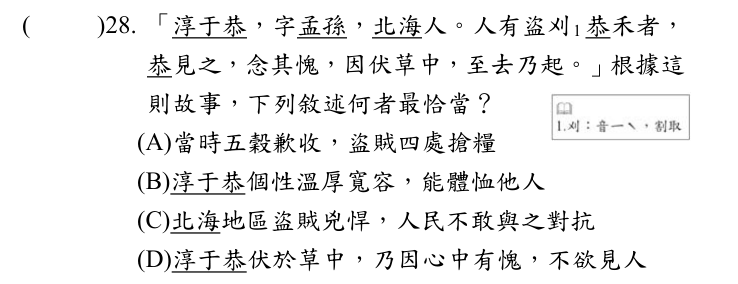 (　　)28. 「淳于恭，字孟孫，北海人。人有盜刈1恭禾者，
恭見之，念其愧，因伏草中，至去乃起。」根據這
則故事，下列敘述何者最恰當？
1.刈：音ㄧˋ，割取
(A)當時五穀歉收，盜賊四處搶糧
(B)淳于恭個性溫厚寬容，能體恤他人
(C)北海地區盜賊兇悍，人民不敢與之對抗
(D)淳于恭伏於草中，乃因心中有愧，不欲見人